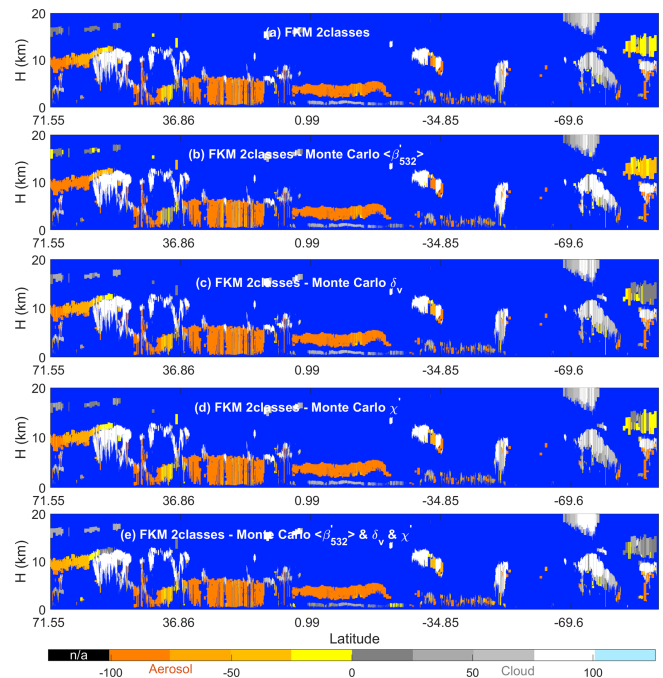 20
(a) FKM 2classes
H (km)
10
0
71.55 36.86 0.99 -34.85 -69.6
20
(b) FKM 2classes - Monte Carlo <β'532>
H (km)
10
0
71.55 36.86 0.99 -34.85 -69.6
20
(c) FKM 2classes - Monte Carlo δv
H (km)
10
0
71.55 36.86 0.99 -34.85 -69.6
20
(d) FKM 2classes - Monte Carlo χ'
H (km)
10
0
71.55 36.86 0.99 -34.85 -69.6
20
(e) FKM 2classes - Monte Carlo <β'532> & δv & χ'
H (km)
10
0
71.55 36.86 0.99 -34.85 -69.6
Latitude
n/a
-100 Aerosol -50 0 50 Cloud 100